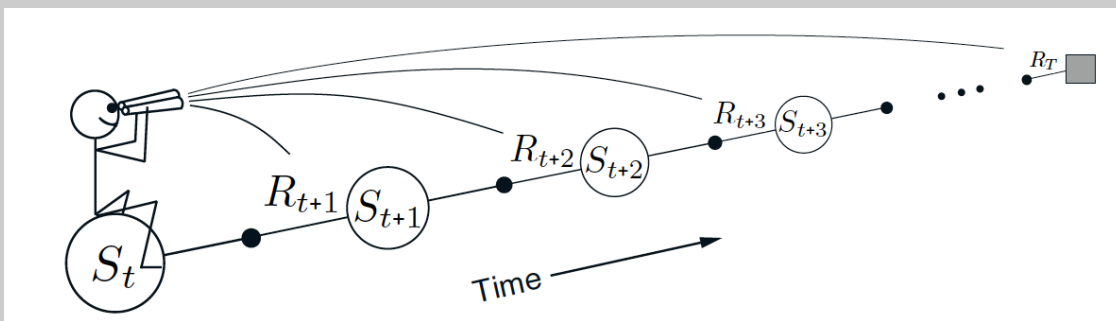 R_T
R_{t+3} S_{t+3}
R_{t+2} S_{t+2}
R_{t+1} S_{t+1}
S_t
Time